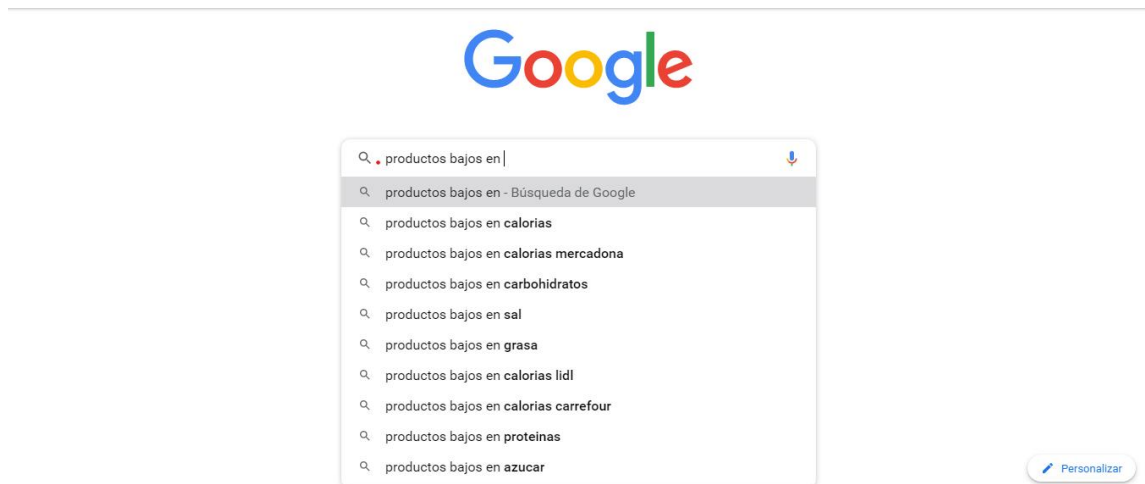 Google
productos bajos en
productos bajos en - Búsqueda de Google
productos bajos en calorias
productos bajos en calorias mercadona
productos bajos en carbohidratos
productos bajos en sal
productos bajos en grasa
productos bajos en calorias lidl
productos bajos en calorias carrefour
productos bajos en proteinas
productos bajos en azucar
Personalizar